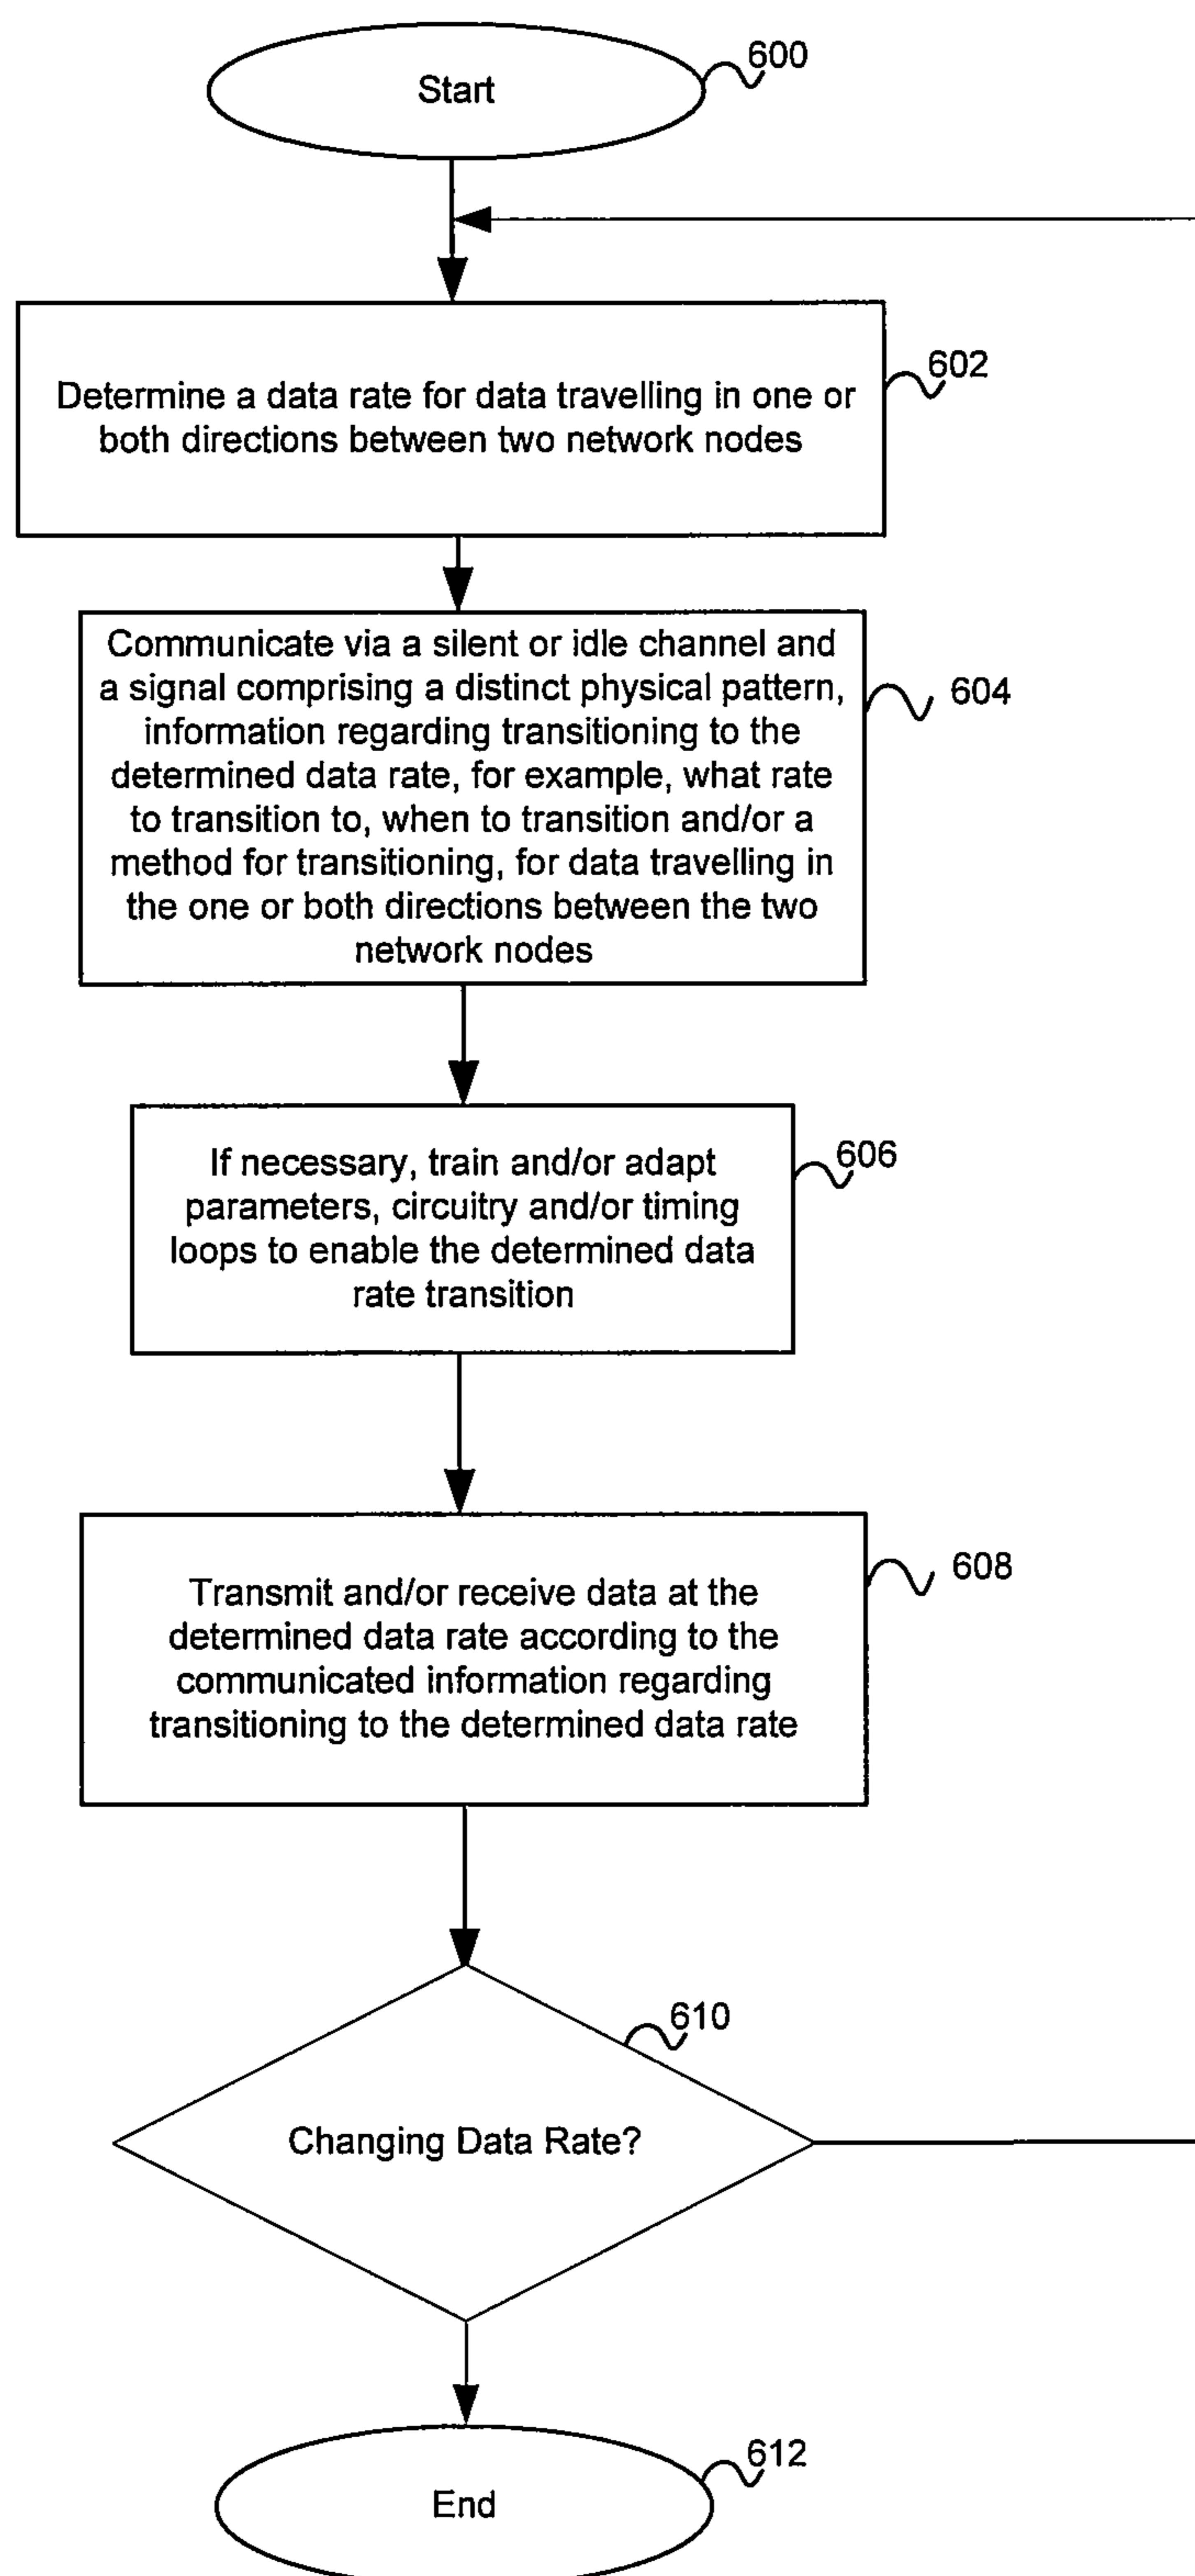 Start
600
Determine a data rate for data travelling in one or
both directions between two network nodes
602
Communicate via a silent or idle channel and
a signal comprising a distinct physical pattern,
information regarding transitioning to the
determined data rate, for example, what rate
to transition to, when to transition and/or a
method for transitioning, for data travelling in
the one or both directions between the two
network nodes
604
If necessary, train and/or adapt
parameters, circuitry and/or timing
loops to enable the determined data
rate transition
606
Transmit and/or receive data at the
determined data rate according to the
communicated information regarding
transitioning to the determined data rate
608
Changing Data Rate?
610
End
612